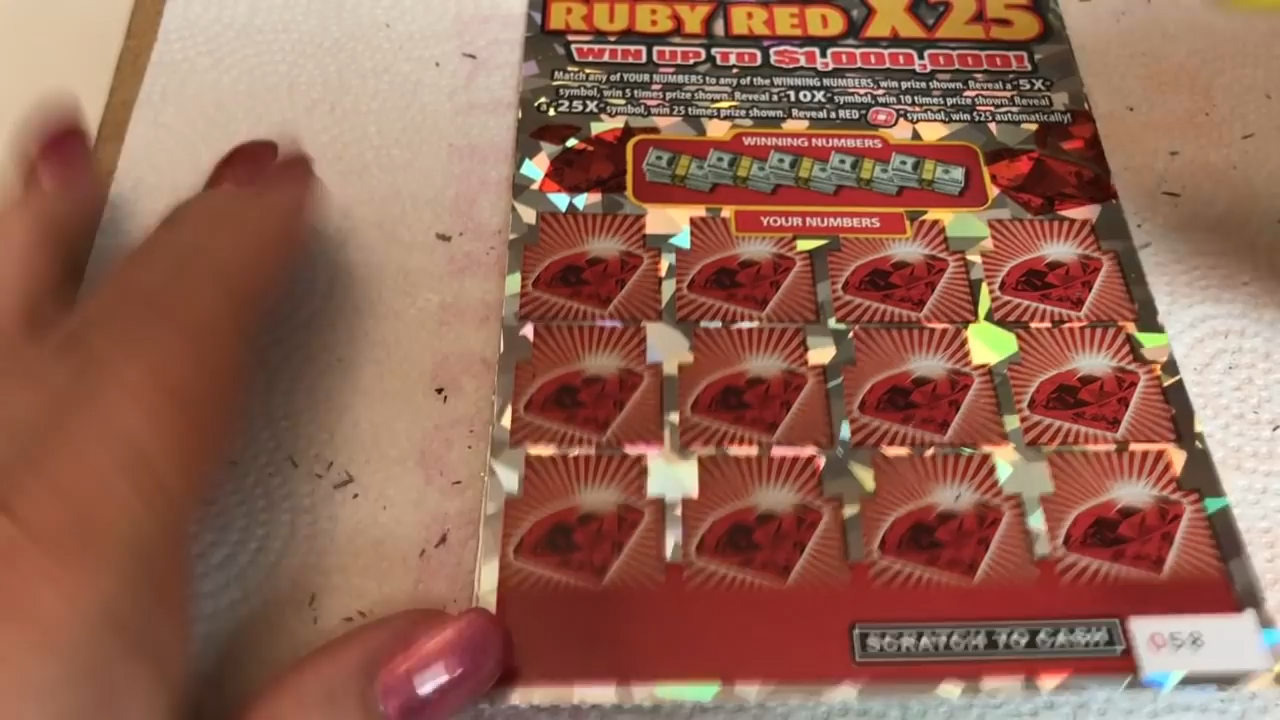 RUBY RED X25
WIN UP TO $1,000,000!
Match any of YOUR NUMBERS to any of the WINNING NUMBERS, win prize shown. Reveal a "5X"
symbol, win 5 times prize shown. Reveal a "10X" symbol, win 10 times prize shown. Reveal
a "25X" symbol, win 25 times prize shown. Reveal a RED " " symbol, win $25 automatically!
WINNING NUMBERS
YOUR NUMBERS
SCRATCH TO CASH
058